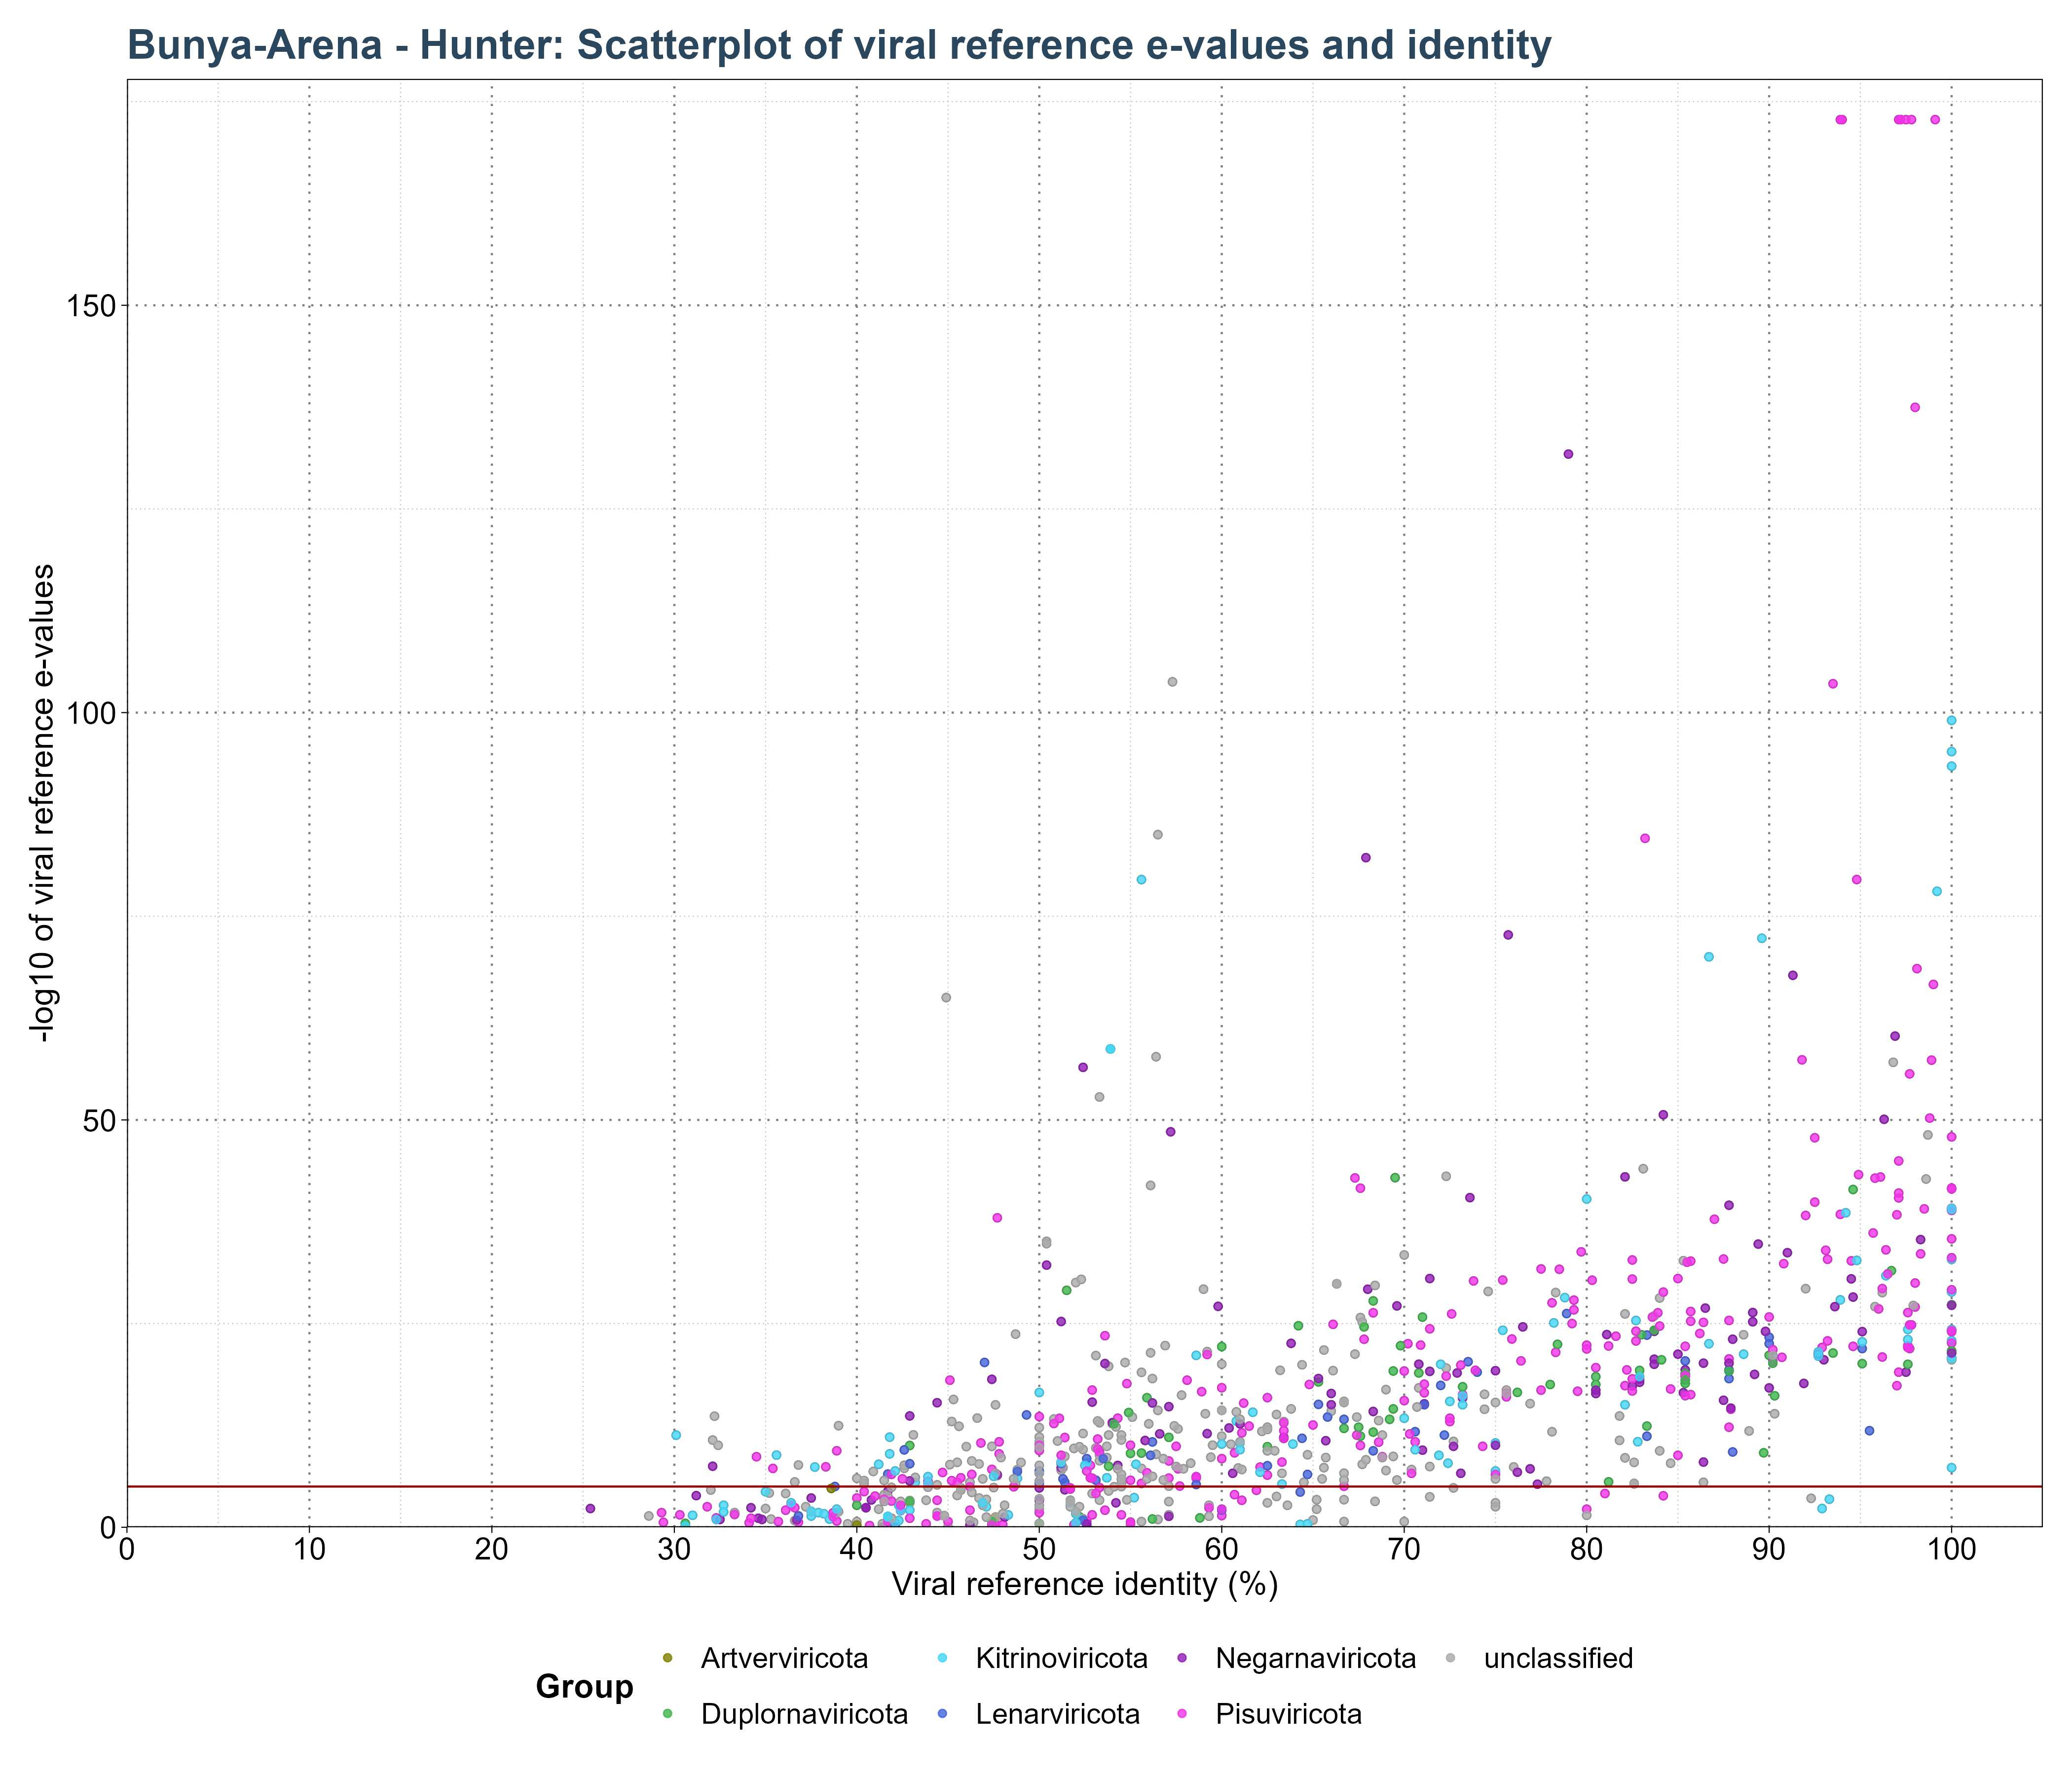 Bunya-Arena - Hunter: Scatterplot of viral reference e-values and identity
-log10 of viral reference e-values
150
100
50
0
0 10 20 30 40 50 60 70 80 90 100
Viral reference identity (%)
Group
Artverviricota Kitrinoviricota Negarnaviricota unclassified
Duplornaviricota Lenarviricota Pisuviricota